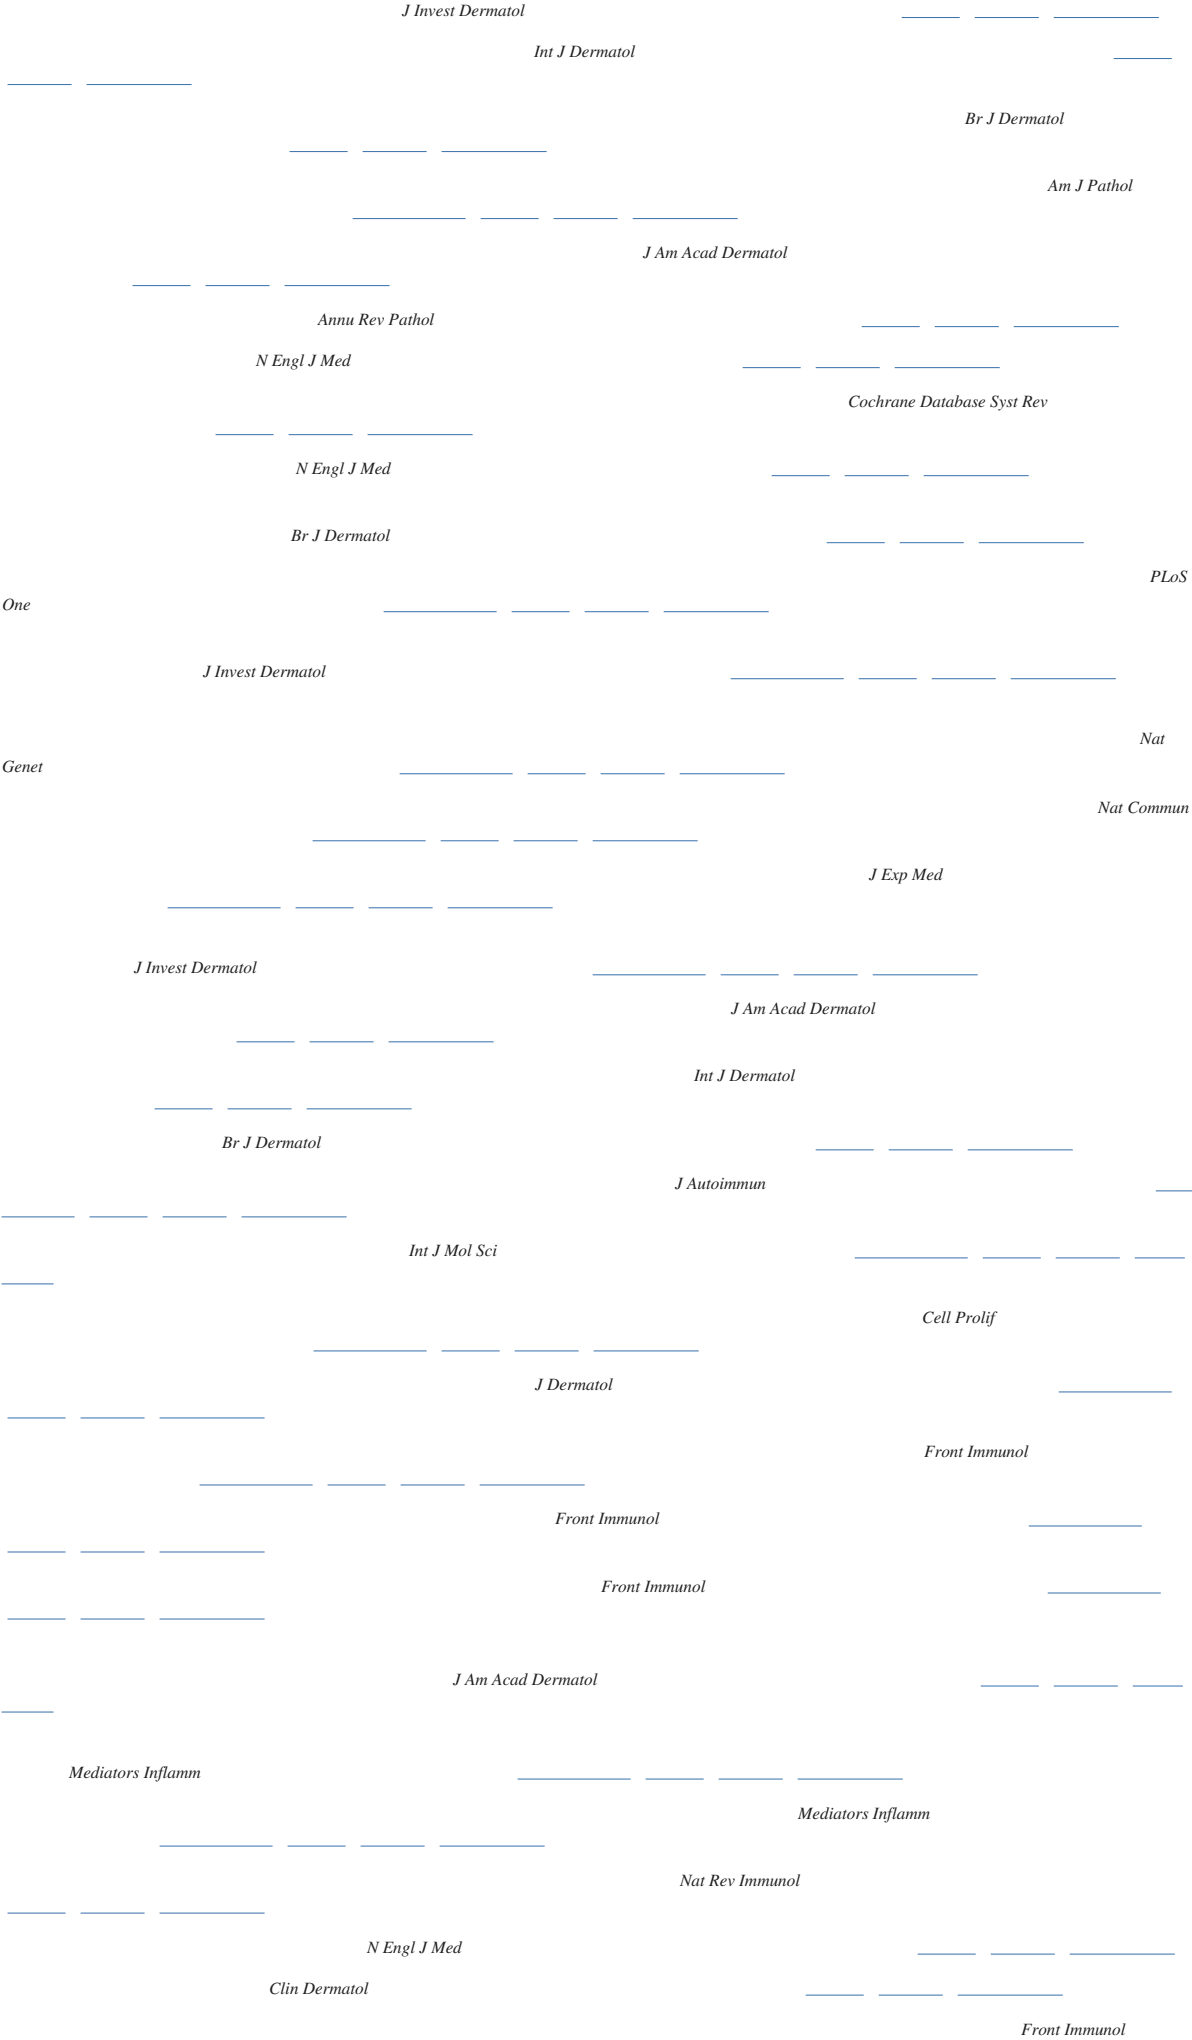 J Invest Dermatol
Int J Dermatol
Br J Dermatol
Am J Pathol
J Am Acad Dermatol
Annu Rev Pathol
N Engl J Med
Cochrane Database Syst Rev
N Engl J Med
Br J Dermatol
PLoS
One
J Invest Dermatol
Nat
Genet
Nat Commun
J Exp Med
J Invest Dermatol
J Am Acad Dermatol
Int J Dermatol
Br J Dermatol
J Autoimmun
Int J Mol Sci
Cell Prolif
J Dermatol
Front Immunol
Front Immunol
Front Immunol
J Am Acad Dermatol
Mediators Inflamm
Mediators Inflamm
Nat Rev Immunol
N Engl J Med
Clin Dermatol
Front Immunol